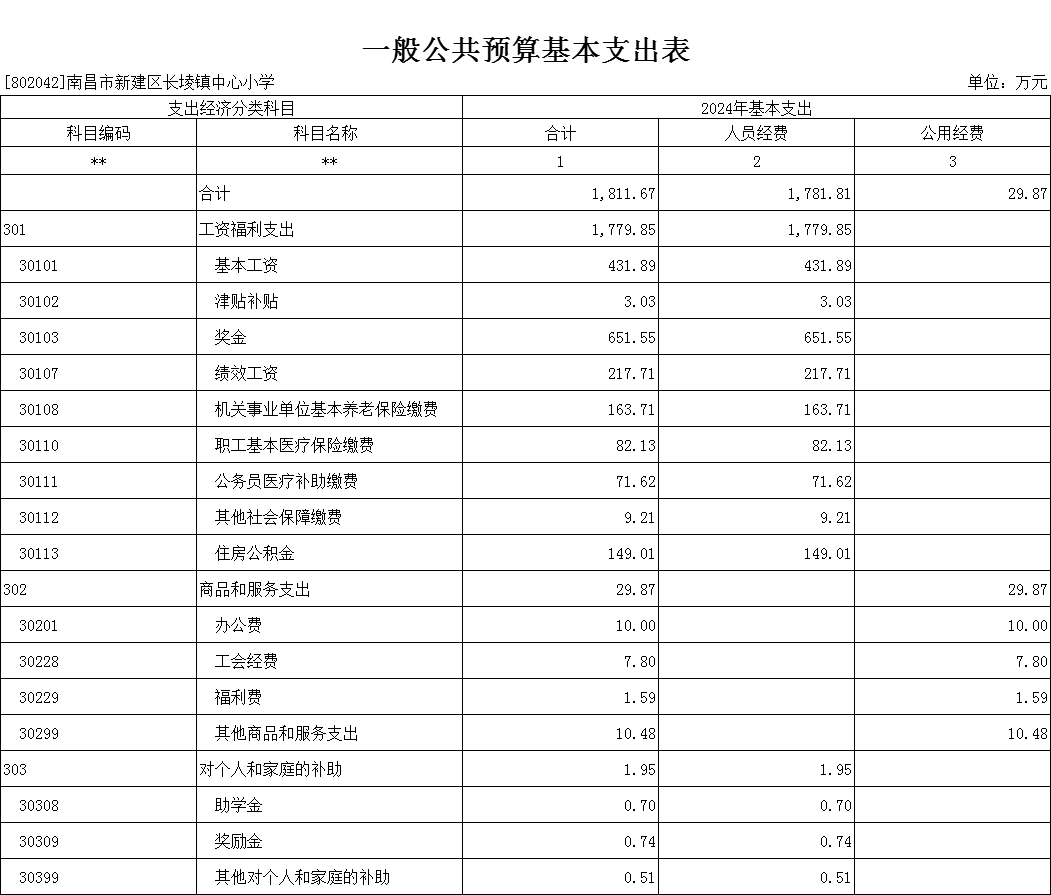 一般公共预算基本支出表
[802042]南昌市新建区长堎镇中心小学 单位：万元
支出经济分类科目 2024年基本支出
科目编码 科目名称 合计 人员经费 公用经费
** ** 1 2 3
合计 1,811.67 1,781.81 29.87
301 工资福利支出 1,779.85 1,779.85
30101 基本工资 431.89 431.89
30102 津贴补贴 3.03 3.03
30103 奖金 651.55 651.55
30107 绩效工资 217.71 217.71
30108 机关事业单位基本养老保险缴费 163.71 163.71
30110 职工基本医疗保险缴费 82.13 82.13
30111 公务员医疗补助缴费 71.62 71.62
30112 其他社会保障缴费 9.21 9.21
30113 住房公积金 149.01 149.01
302 商品和服务支出 29.87 29.87
30201 办公费 10.00 10.00
30228 工会经费 7.80 7.80
30229 福利费 1.59 1.59
30299 其他商品和服务支出 10.48 10.48
303 对个人和家庭的补助 1.95 1.95
30308 助学金 0.70 0.70
30309 奖励金 0.74 0.74
30399 其他对个人和家庭的补助 0.51 0.51